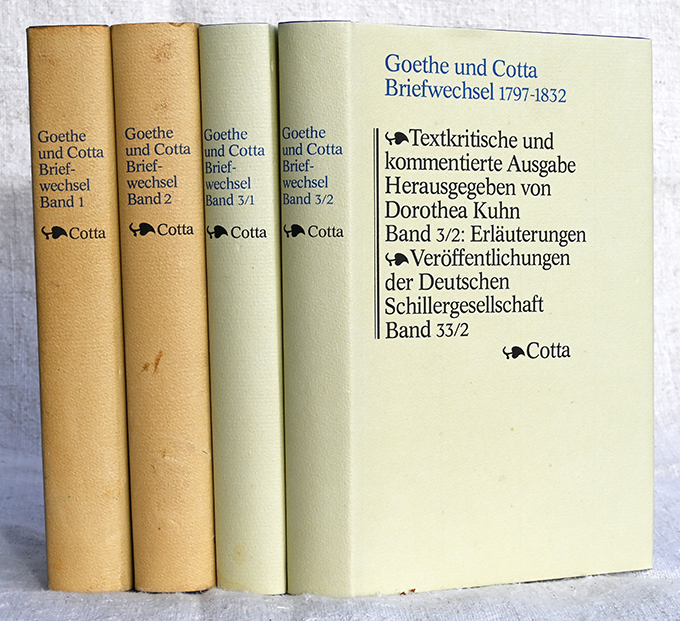 Goethe
und Cotta
Brief-
wechsel
Band 1
Cotta
Goethe
und Cotta
Brief-
wechsel
Band 2
Cotta
Goethe
und Cotta
Brief-
wechsel
Band 3/1
Cotta
Goethe
und Cotta
Brief-
wechsel
Band 3/2
Cotta
Goethe und Cotta
Briefwechsel 1797-1832
Textkritische und
kommentierte Ausgabe
Herausgegeben von
Dorothea Kuhn
Band 3/2: Erläuterungen
Veröffentlichungen
der Deutschen
Schillergesellschaft
Band 33/2
Cotta